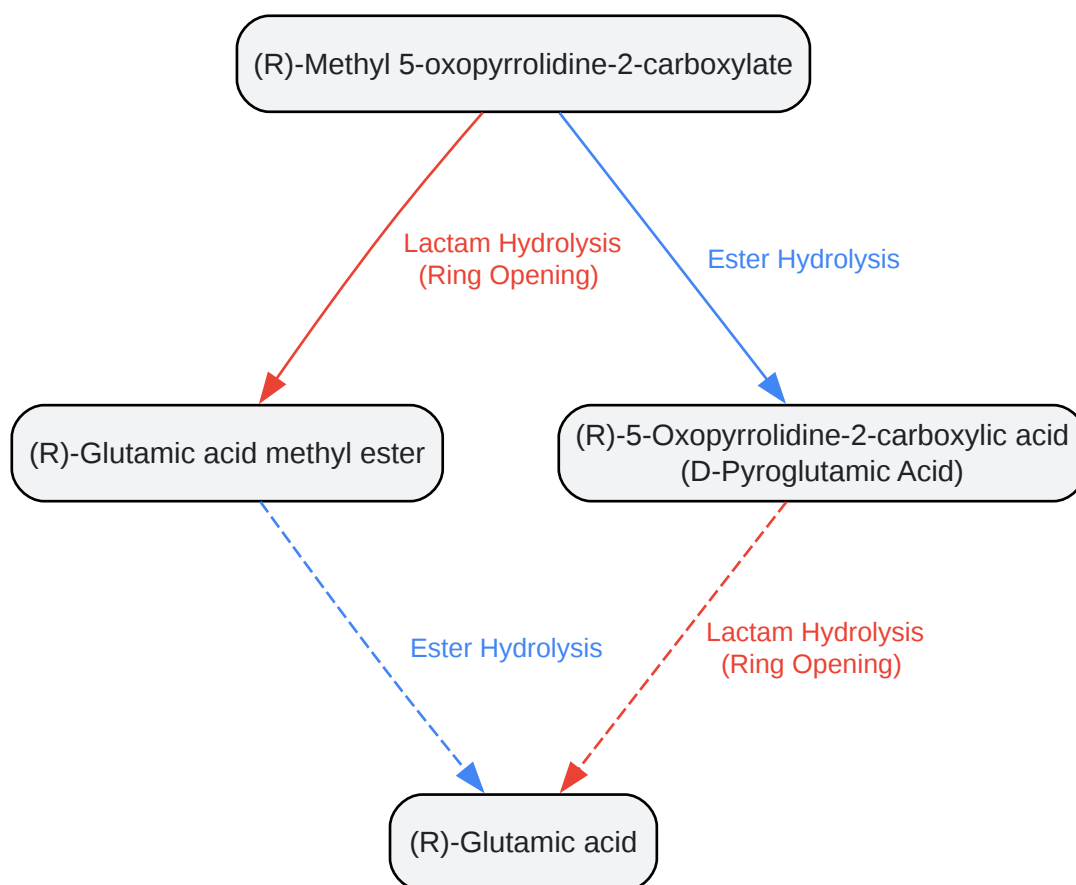 (R)-Methyl 5-oxopyrrolidine-2-carboxylate
Lactam Hydrolysis
(Ring Opening)
Ester Hydrolysis
(R)-Glutamic acid methyl ester
(R)-5-Oxopyrrolidine-2-carboxylic acid
(D-Pyroglutamic Acid)
Ester Hydrolysis
Lactam Hydrolysis
(Ring Opening)
(R)-Glutamic acid